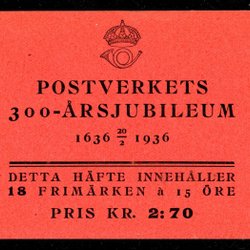 POSTVERKETS
300-ÅRSJUBILEUM
1636 20/2 1936
DETTA HÄFTE INNEHÅLLER
18 FRIMÄRKEN à 15 ÖRE
PRIS KR. 2:70